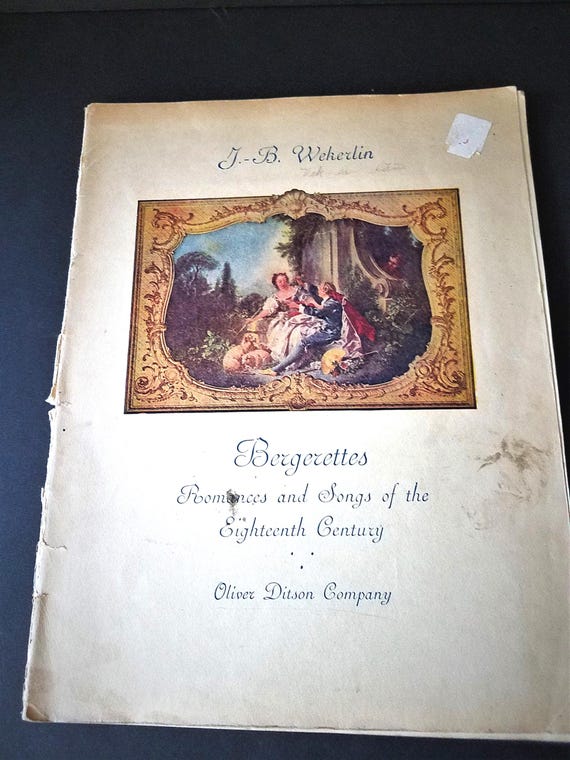 J.-B. Wekerlin
Bergerettes
Romances and Songs of the
Eighteenth Century
Oliver Ditson Company